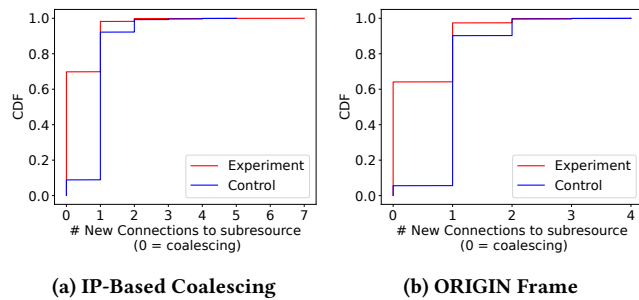 1.0
0.8
0.6
0.4
0.2
0.0
CDF
Experiment
Control
0 1 2 3 4 5 6 7
# New Connections to subresource
(0 = coalescing)
(a) IP-Based Coalescing
1.0
0.8
0.6
0.4
0.2
0.0
CDF
Experiment
Control
0 1 2 3 4
# New Connections to subresource
(0 = coalescing)
(b) ORIGIN Frame